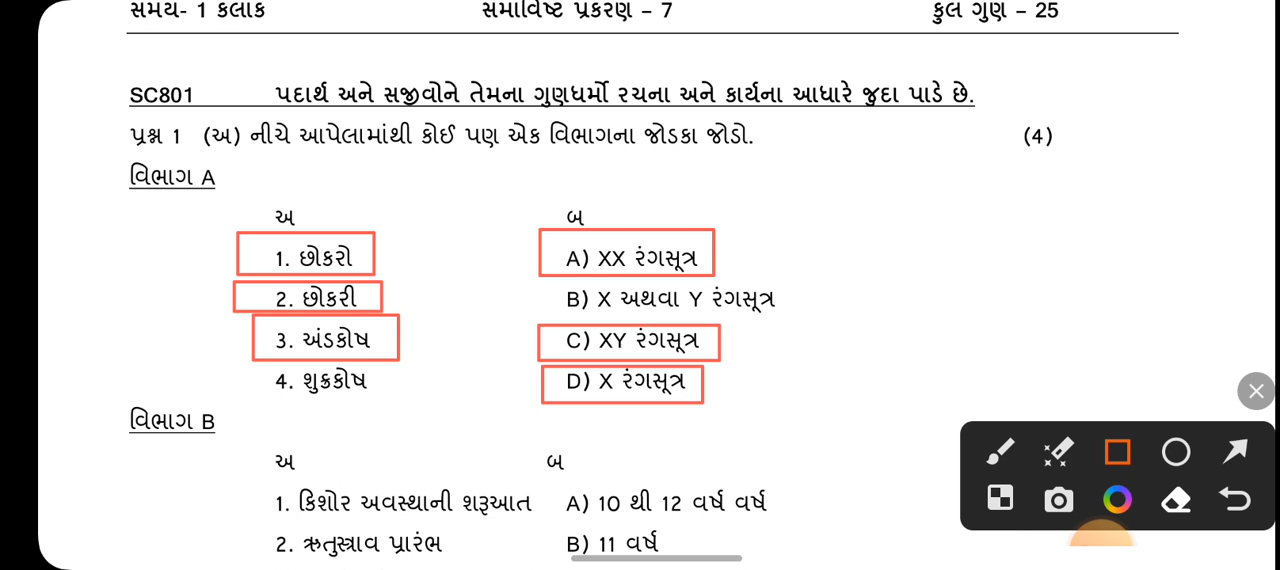 સમય- 1 કલાક સમાવિષ્ટ પ્રકરણ – 7 કુલ ગુણ – 25
SC801 પદાર્થ અને સજીવોને તેમના ગુણધર્મો રચના અને કાર્યના આધારે જુદા પાડે છે.
પ્રશ્ન 1 (અ) નીચે આપેલામાંથી કોઈ પણ એક વિભાગના જોડકા જોડો. (4)
વિભાગ A
અ બ
1. છોકરો A) XX રંગસૂત્ર
2. છોકરી B) X અથવા Y રંગસૂત્ર
3. અંડકોષ C) XY રંગસૂત્ર
4. શુક્રકોષ D) X રંગસૂત્ર
વિભાગ B
અ બ
1. કિશોર અવસ્થાની શરૂઆત A) 10 થી 12 વર્ષ વર્ષ
2. ઋતુસ્ત્રાવ પ્રારંભ B) 11 વર્ષ